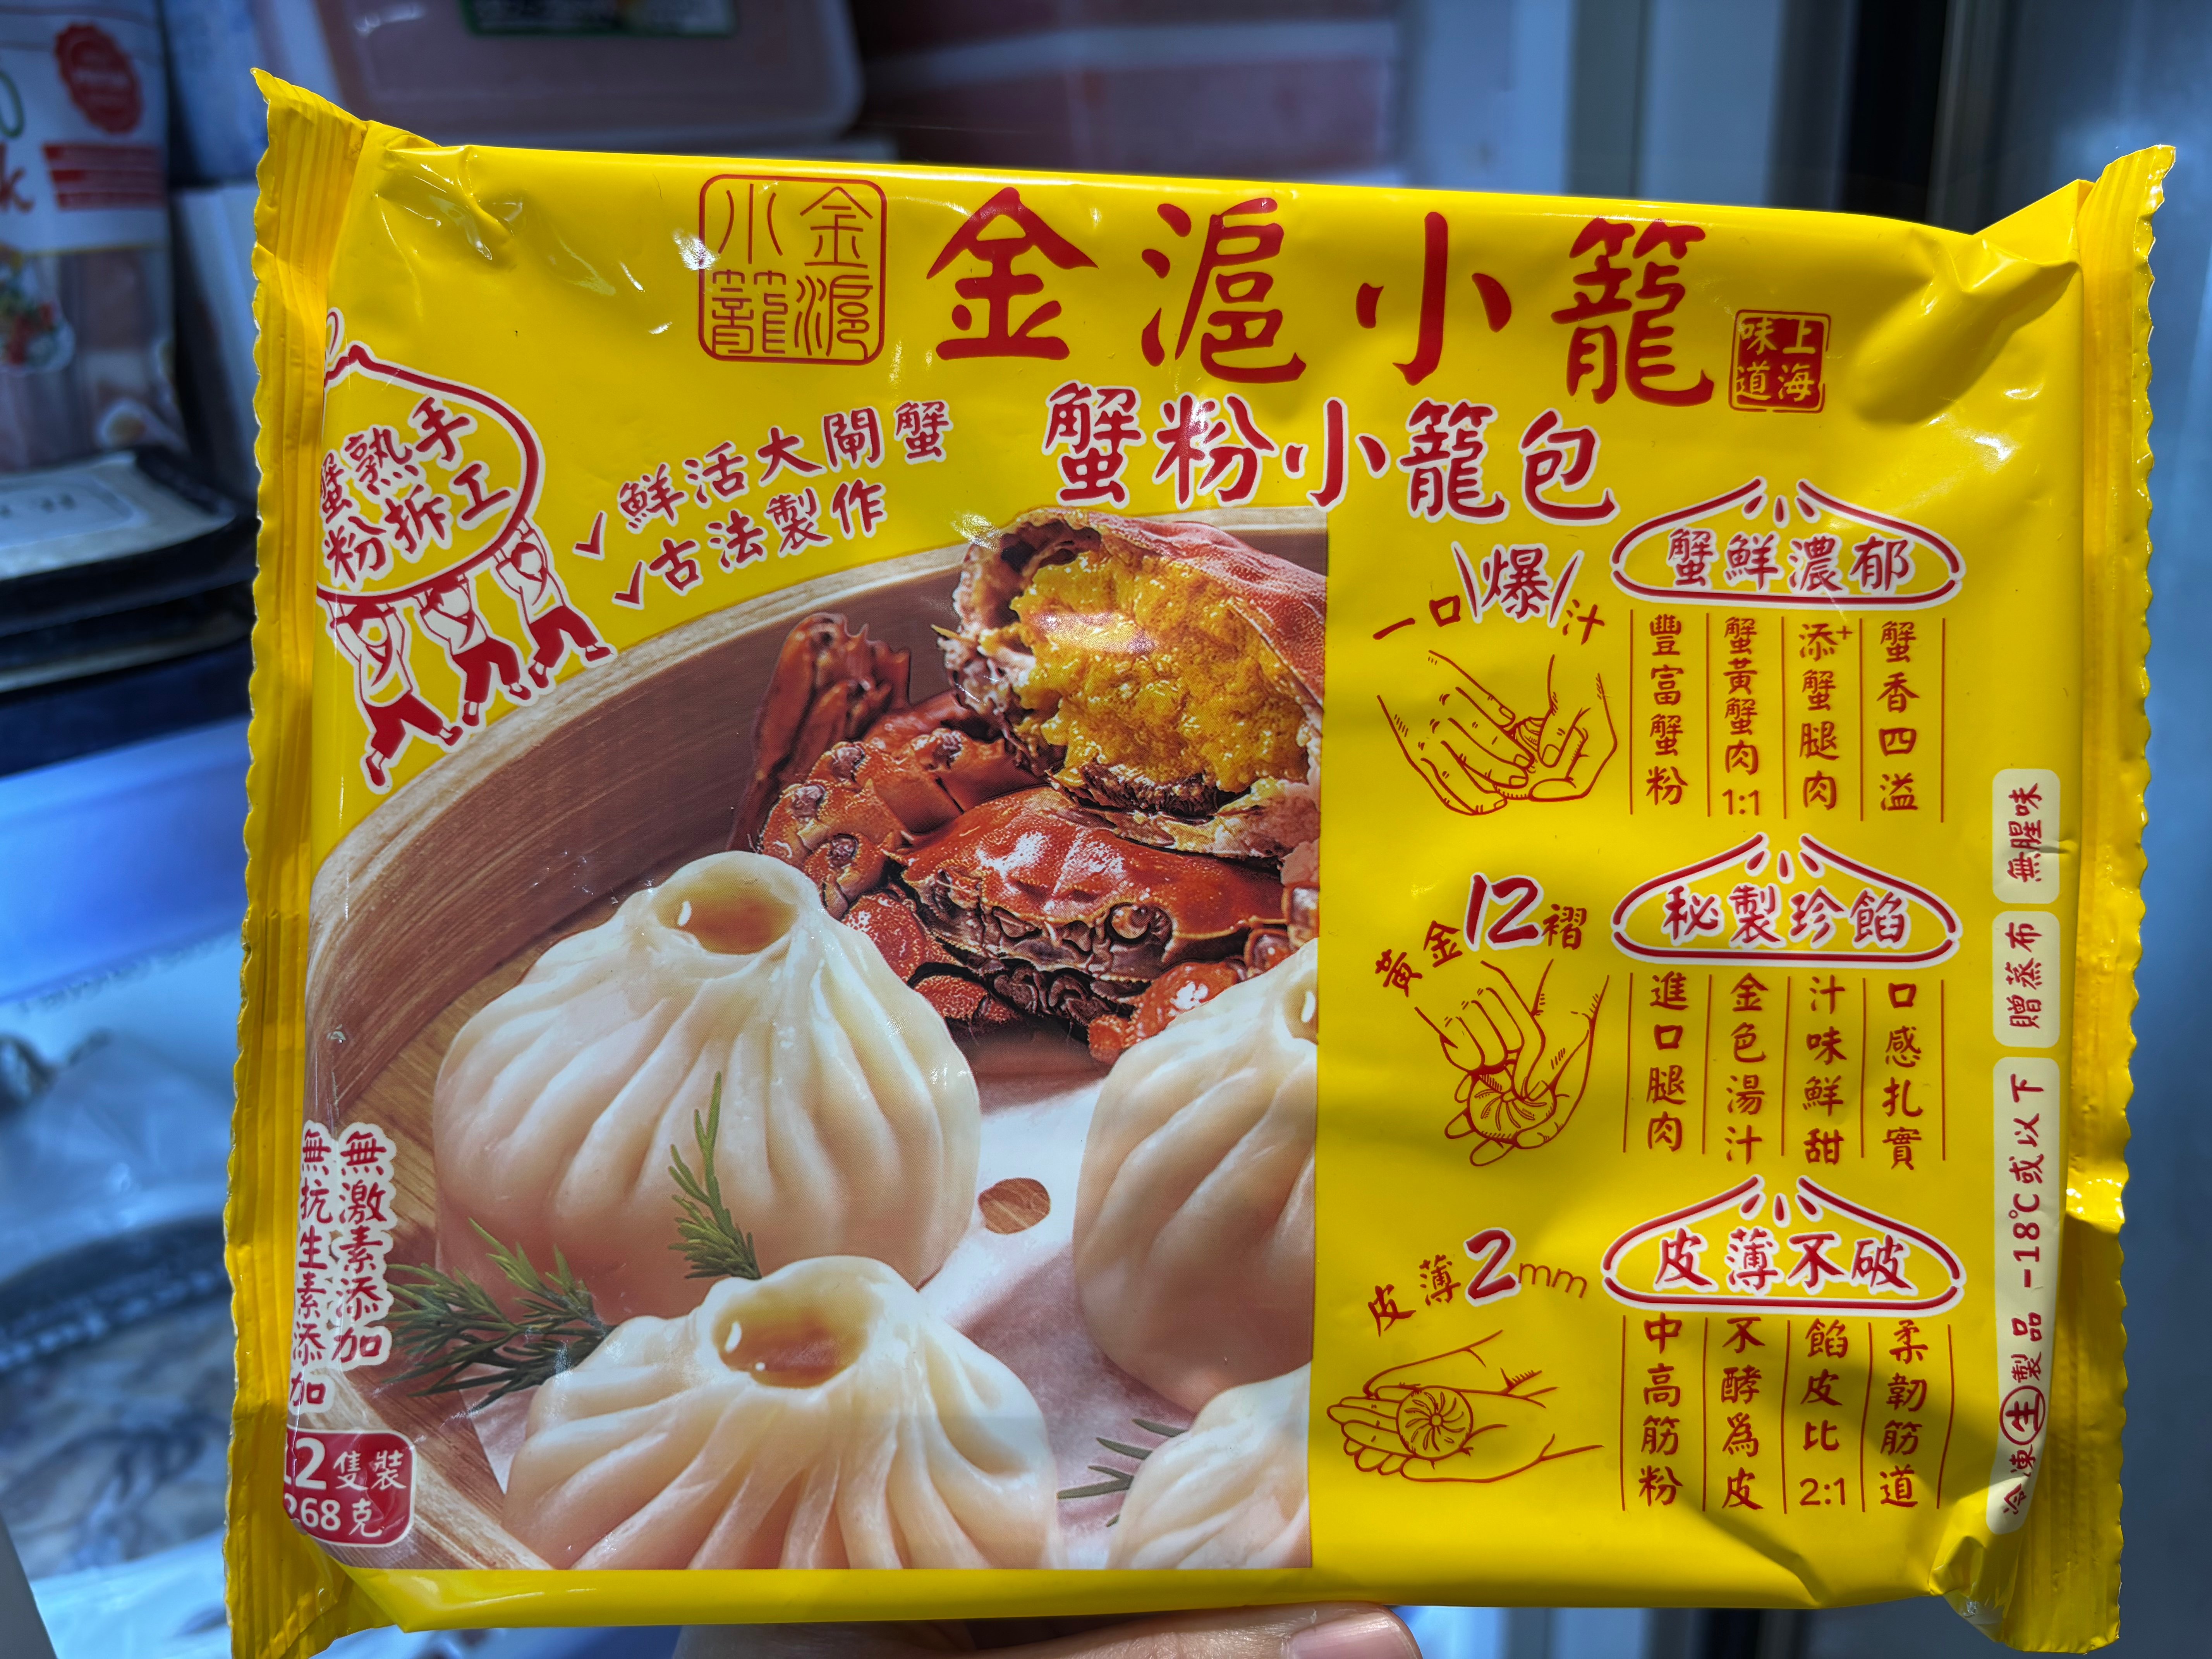 金滬小籠
金滬小籠
上海味道
蟹粉小籠包
手工
熟拆
蟹粉
✓鮮活大閘蟹
✓古法製作
一口爆汁
蟹鮮濃郁
蟹香四溢
添+蟹腿肉
蟹黃蟹肉1:1
豐富蟹粉
黃金12褶
秘製珍餡
口感扎實
汁味鮮甜
金色湯汁
進口腿肉
皮薄2mm
皮薄不破
柔韌筋道
餡皮比2:1
不酵爲皮
中高筋粉
無激素添加
無抗生素添加
12隻裝
268克
冷凍生製品 -18℃或以下
贈蒸布
無腥味